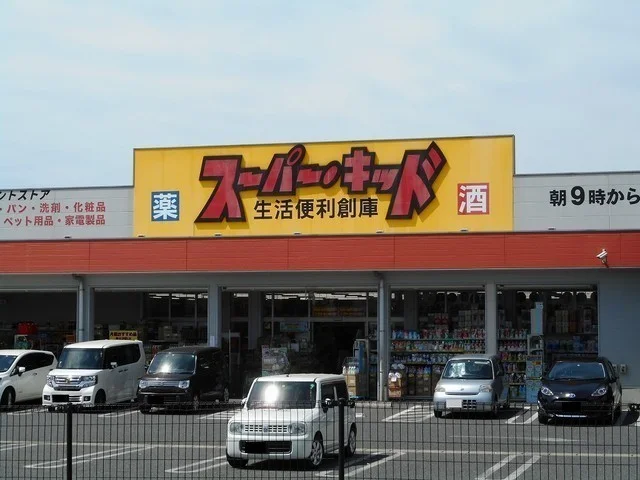 スーパー・キッド
薬
生活便利創庫
酒
ントストア
・パン・洗剤・化粧品
ペット用品・家電製品
朝9時から